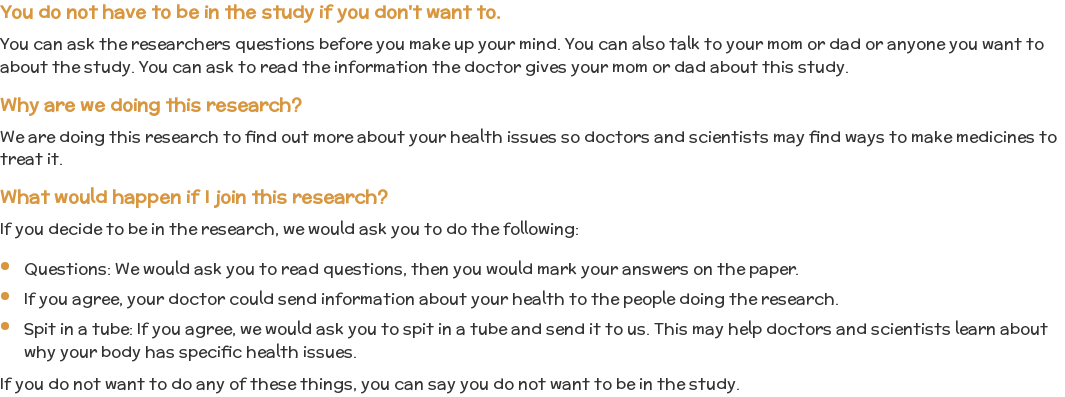 You do not have to be in the study if you don't want to.
You can ask the researchers questions before you make up your mind. You can also talk to your mom or dad or anyone you want to
about the study. You can ask to read the information the doctor gives your mom or dad about this study.
Why are we doing this research?
We are doing this research to find out more about your health issues so doctors and scientists may find ways to make medicines to
treat it.
What would happen if I join this research?
If you decide to be in the research, we would ask you to do the following:
• Questions: We would ask you to read questions, then you would mark your answers on the paper.
• If you agree, your doctor could send information about your health to the people doing the research.
• Spit in a tube: If you agree, we would ask you to spit in a tube and send it to us. This may help doctors and scientists learn about
why your body has specific health issues.
If you do not want to do any of these things, you can say you do not want to be in the study.